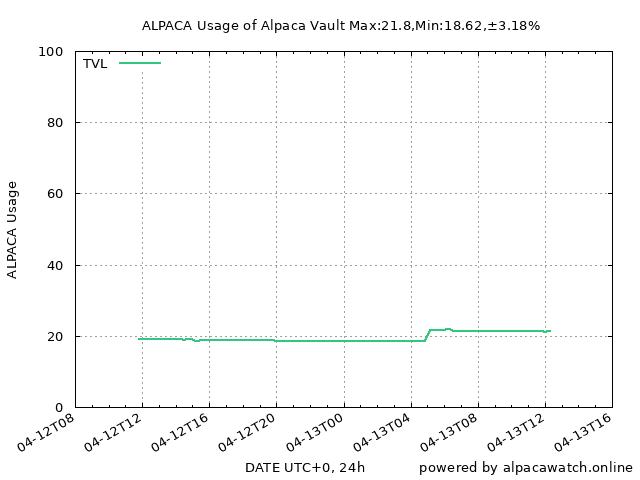 ALPACA Usage of Alpaca Vault Max:21.8,Min:18.62,±3.18%
TVL
100
80
60
40
20
0
ALPACA Usage
04-12T08
04-12T12
04-12T16
04-12T20
04-13T00
04-13T04
04-13T08
04-13T12
04-13T16
DATE UTC+0, 24h
powered by alpacawatch.online